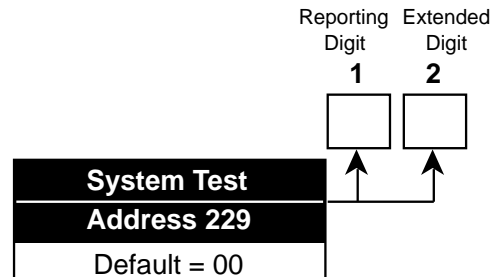 Reporting Extended
Digit Digit
1 2
System Test
Address 229
Default = 00